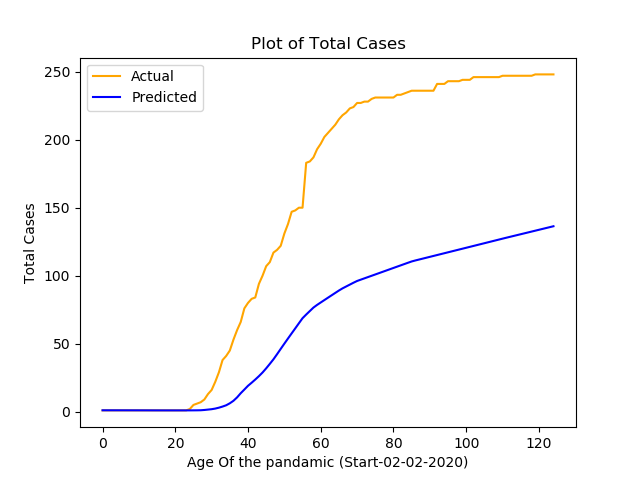 Plot of Total Cases
Actual
Predicted
250
200
150
100
50
0
Total Cases
0 20 40 60 80 100 120
Age Of the pandamic (Start-02-02-2020)